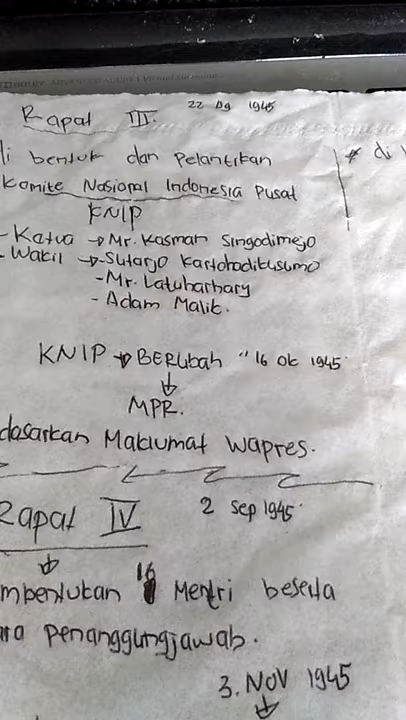 Rapat III. 22 Ag 1945
di bentuk dan Pelantikan
Komite Nasional Indonesia Pusat
KNIP
- Ketua → Mr. Kasman Singodimejo
- Wakil → - Sutarjo Kartohadikusumo
- Mr. Latuharhary
- Adam Malik.
* di
KNIP → BERubah "16 Ok 1945
↓
MPR.
dasarkan Maklumat Wapres.
Rapat IV 2 Sep 1945
↓
mbentukan 16 Mentri beserta
ara penanggungjawab.
3. NOV 1945
↓